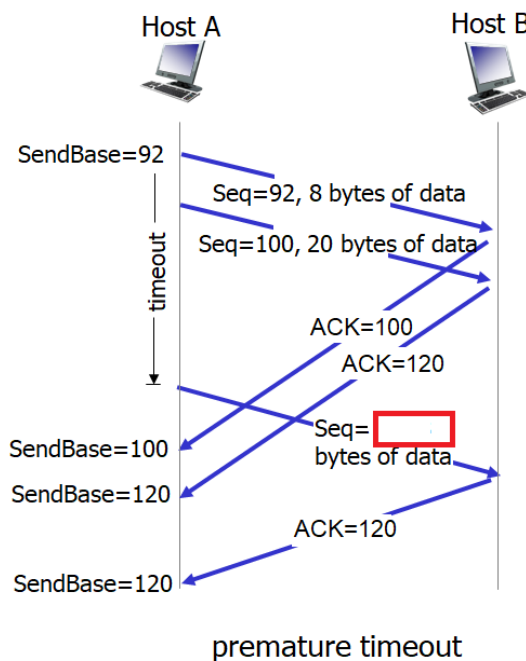 Host A
Host B
SendBase=92
Seq=92, 8 bytes of data
Seq=100, 20 bytes of data
timeout
ACK=100
ACK=120
Seq=
bytes of data
SendBase=100
SendBase=120
ACK=120
SendBase=120
premature timeout